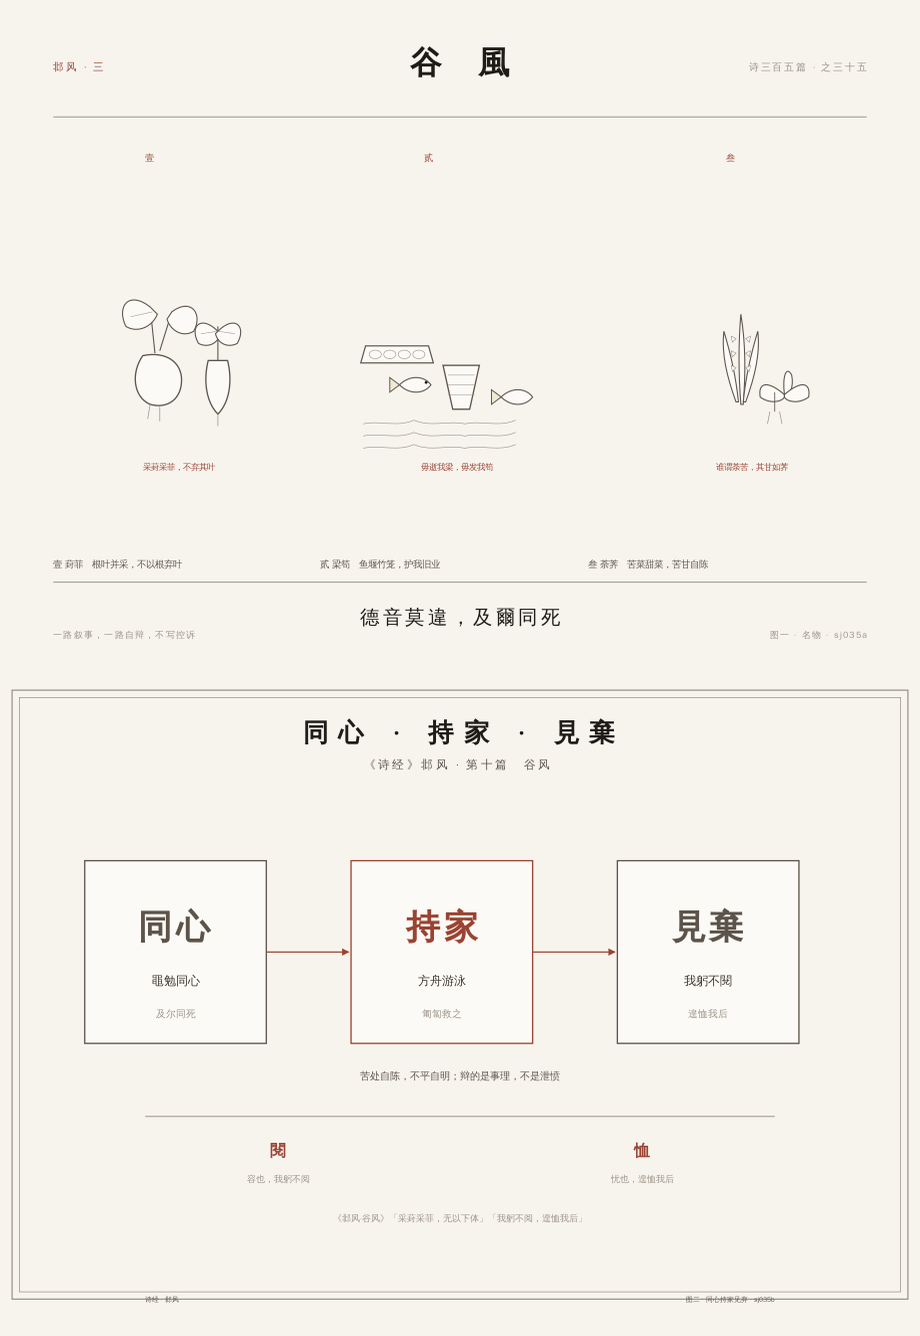 邶风 · 三
谷 風
诗三百五篇 · 之三十五
壹
贰
叁
采葑采菲，不弃其叶
毋逝我梁，毋发我笱
谁谓荼苦，其甘如荠
壹 葑菲 根叶并采，不以根弃叶
贰 梁笱 鱼堰竹笼，护我旧业
叁 荼荠 苦菜甜菜，苦甘自陈
德音莫違，及爾同死
一路叙事，一路自辩，不写控诉
图一 · 名物 · sj035a
同心 · 持家 · 見棄
《诗经》邶风 · 第十篇 谷风
同心
黽勉同心
及尔同死
持家
方舟游泳
匍匐救之
見棄
我躬不閱
遑恤我后
苦处自陈，不平自明；辩的是事理，不是泄愤
閱
容也，我躬不阅
恤
忧也，遑恤我后
《邶风·谷风》「采葑采菲，无以下体」「我躬不阅，遑恤我后」
诗经 · 邶风
图二 · 同心持家见弃 · sj035b